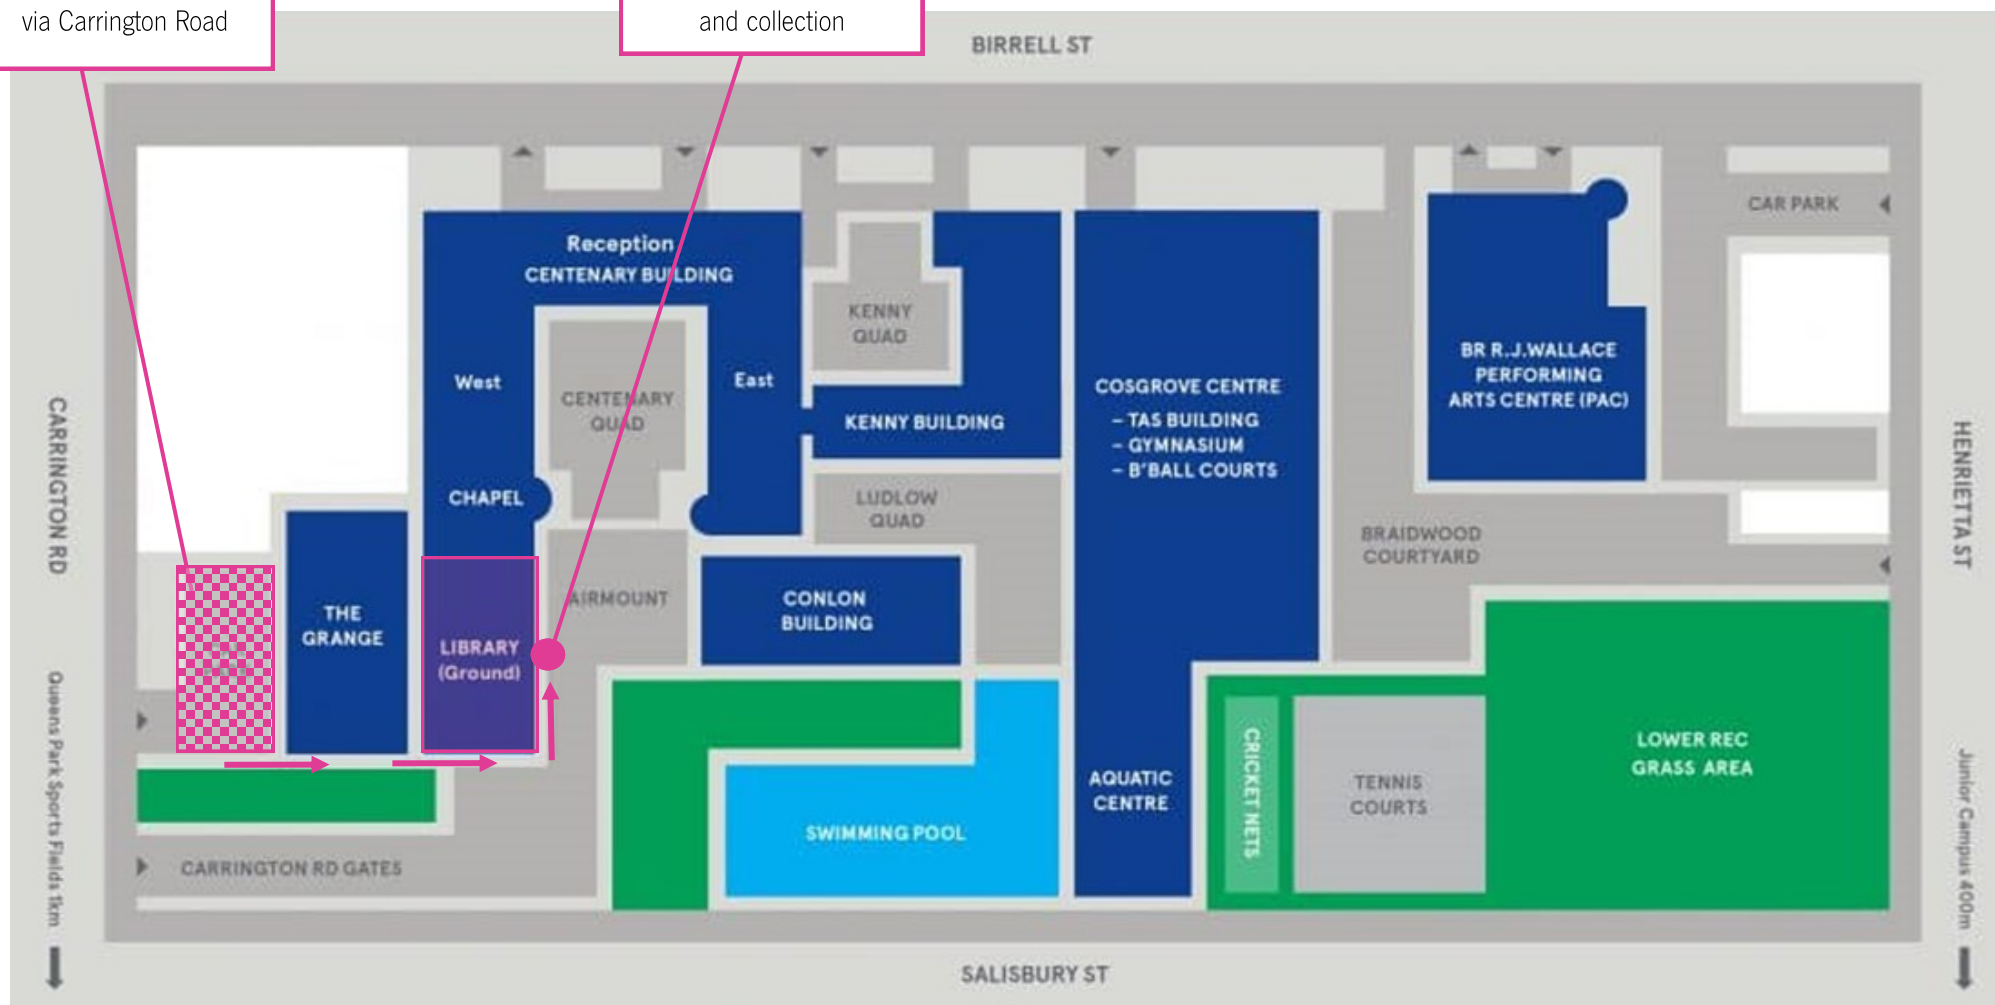 via Carrington Road
and collection
BIRRELL ST
CAR PARK
Reception
CENTENARY BUILDING
KENNY
QUAD
West
East
CENTENARY
QUAD
KENNY BUILDING
COSGROVE CENTRE
– TAS BUILDING
– GYMNASIUM
– B'BALL COURTS
BR R.J.WALLACE
PERFORMING
ARTS CENTRE (PAC)
CARRINGTON RD
HENRIETTA ST
CHAPEL
LUDLOW
QUAD
BRAIDWOOD
COURTYARD
THE
GRANGE
AIRMOUNT
CONLON
BUILDING
LIBRARY
(Ground)
Queens Park Sports Fields 1km
Junior Campus 400m
AQUATIC
CENTRE
CRICKET NETS
TENNIS
COURTS
LOWER REC
GRASS AREA
SWIMMING POOL
CARRINGTON RD GATES
SALISBURY ST